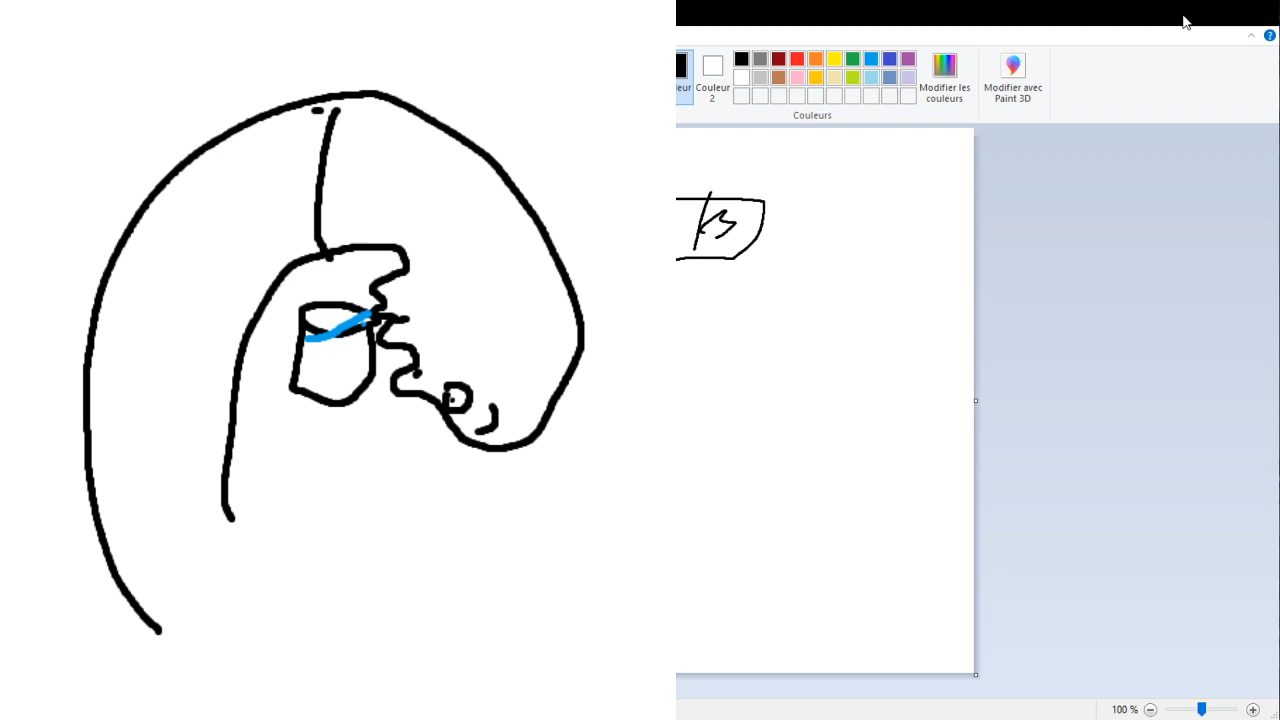 Couleur
2
Modifier les
couleurs
Modifier avec
Paint 3D
Couleurs
100 %